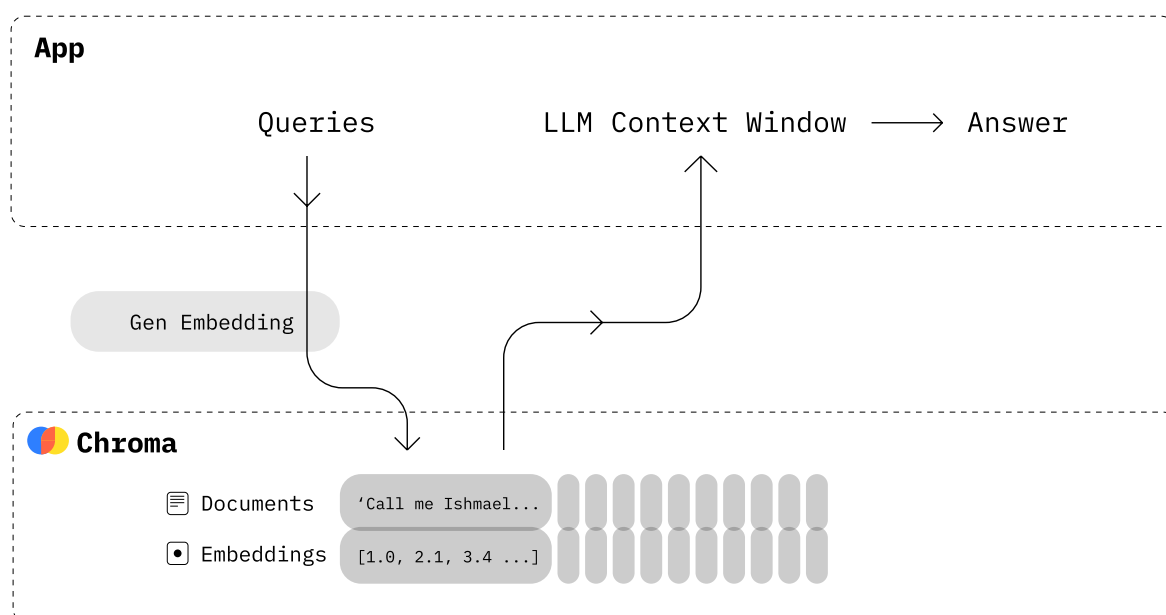 App
Queries
LLM Context Window
Answer
Gen Embedding
Chroma
Documents
‘Call me Ishmael...
Embeddings
[1.0, 2.1, 3.4 ...]